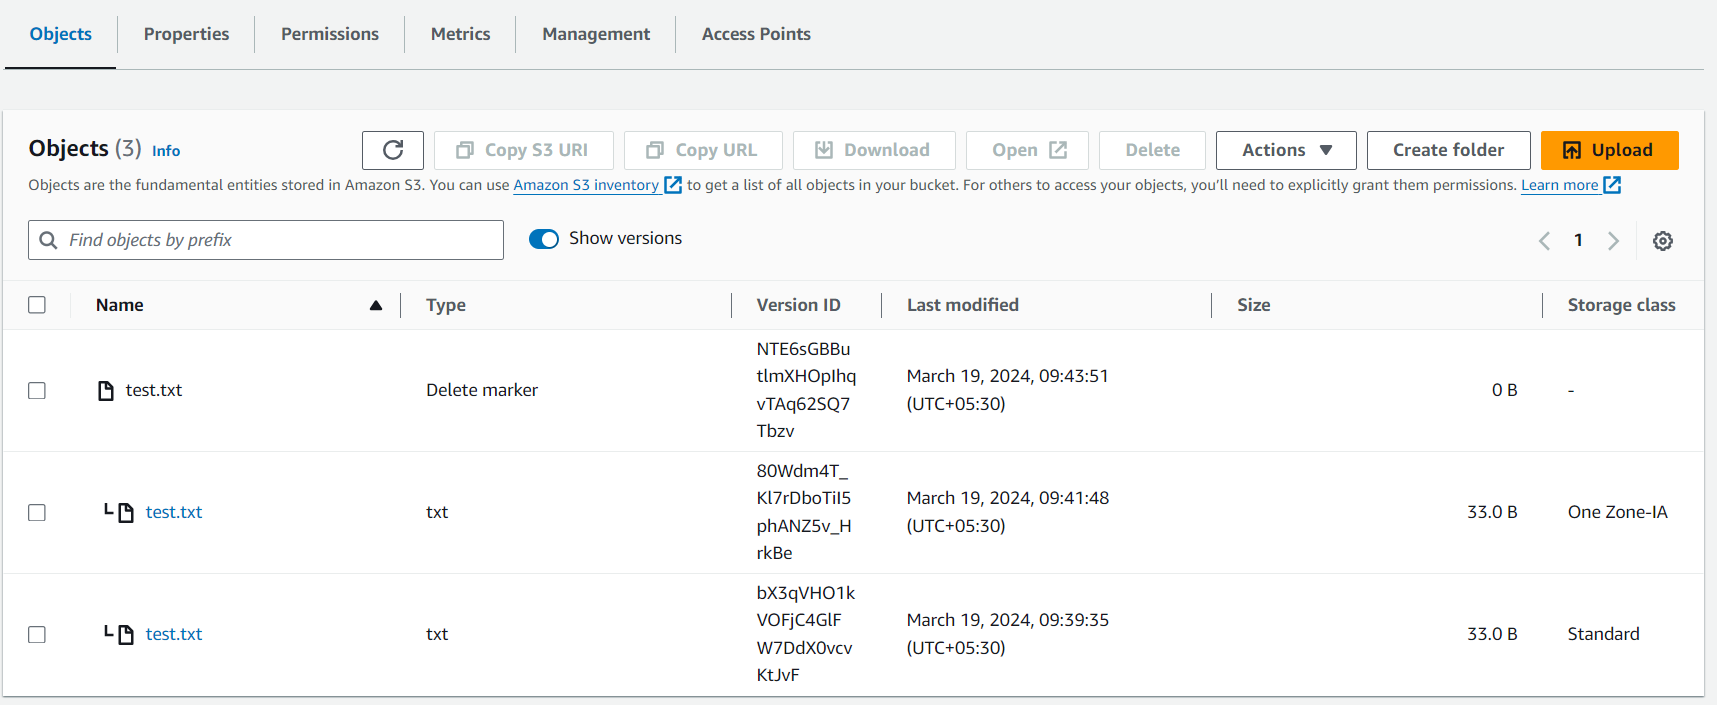 Objects Properties Permissions Metrics Management Access Points
Objects (3) Info Copy S3 URI Copy URL Download Open Delete Actions Create folder Upload
Objects are the fundamental entities stored in Amazon S3. You can use Amazon S3 inventory to get a list of all objects in your bucket. For others to access your objects, you'll need to explicitly grant them permissions. Learn more
Find objects by prefix Show versions 1
Name Type Version ID Last modified Size Storage class
NTE6sGBBu
tlmXHOpIhq
vTAq62SQ7
Tbzv
test.txt Delete marker March 19, 2024, 09:43:51 0 B -
(UTC+05:30)
80Wdm4T_
Kl7rDboTiI5
phANZ5v_H
rkBe
test.txt txt March 19, 2024, 09:41:48 33.0 B One Zone-IA
(UTC+05:30)
bX3qVHO1k
VOFjC4GlF
W7DdX0vcv
KtJvF
test.txt txt March 19, 2024, 09:39:35 33.0 B Standard
(UTC+05:30)